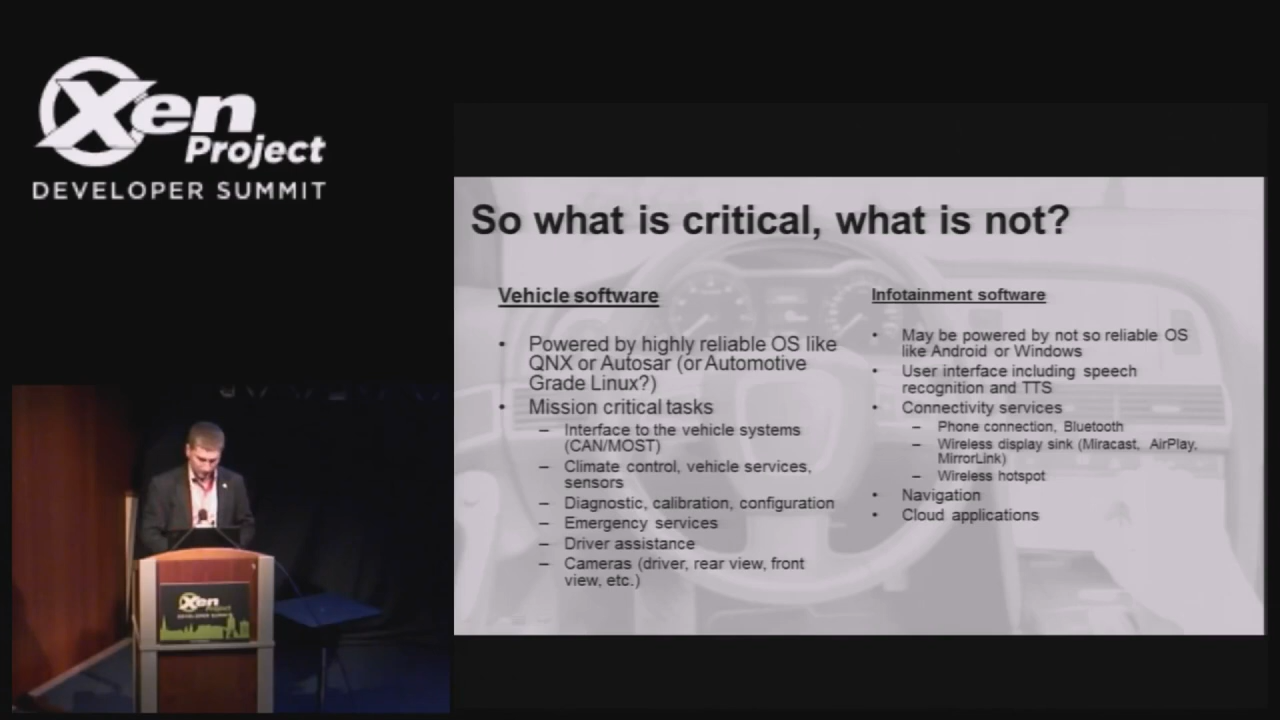 Xen
Project
DEVELOPER SUMMIT
So what is critical, what is not?
Vehicle software
• Powered by highly reliable OS like
QNX or Autosar (or Automotive
Grade Linux?)
• Mission critical tasks
– Interface to the vehicle systems
(CAN/MOST)
– Climate control, vehicle services,
sensors
– Diagnostic, calibration, configuration
– Emergency services
– Driver assistance
– Cameras (driver, rear view, front
view, etc.)
Infotainment software
• May be powered by not so reliable OS
like Android or Windows
• User interface including speech
recognition and TTS
• Connectivity services
– Phone connection, Bluetooth
– Wireless display sink (Miracast, AirPlay,
MirrorLink)
– Wireless hotspot
• Navigation
• Cloud applications
Xen
Project
DEVELOPER SUMMIT